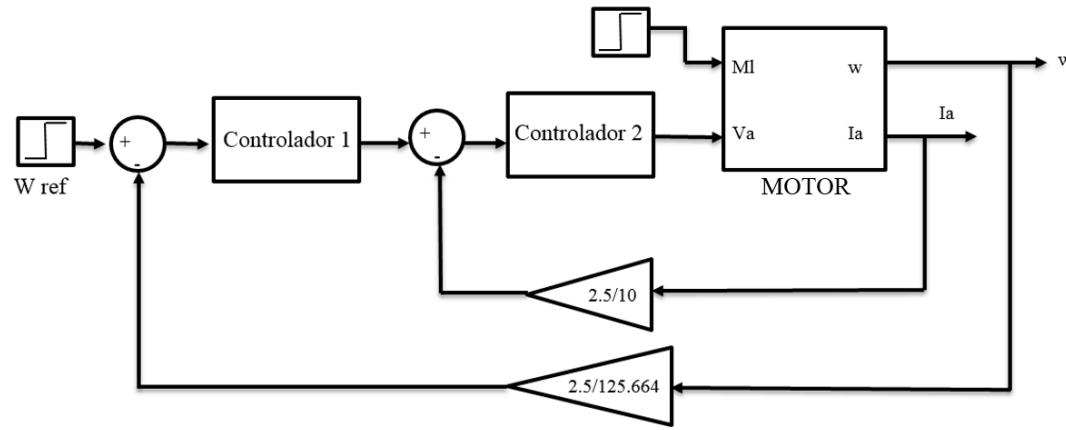 Ml
w
w
Ia
+
-
Controlador 1
+
-
Controlador 2
Va
Ia
W ref
MOTOR
2.5/10
2.5/125.664